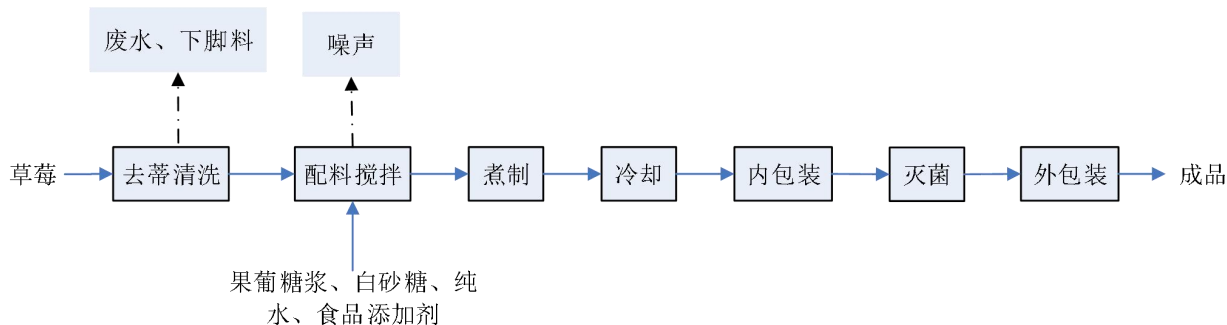 废水、下脚料
噪声
草莓
去蒂清洗
配料搅拌
煮制
冷却
内包装
灭菌
外包装
成品
果葡糖浆、白砂糖、纯
水、食品添加剂